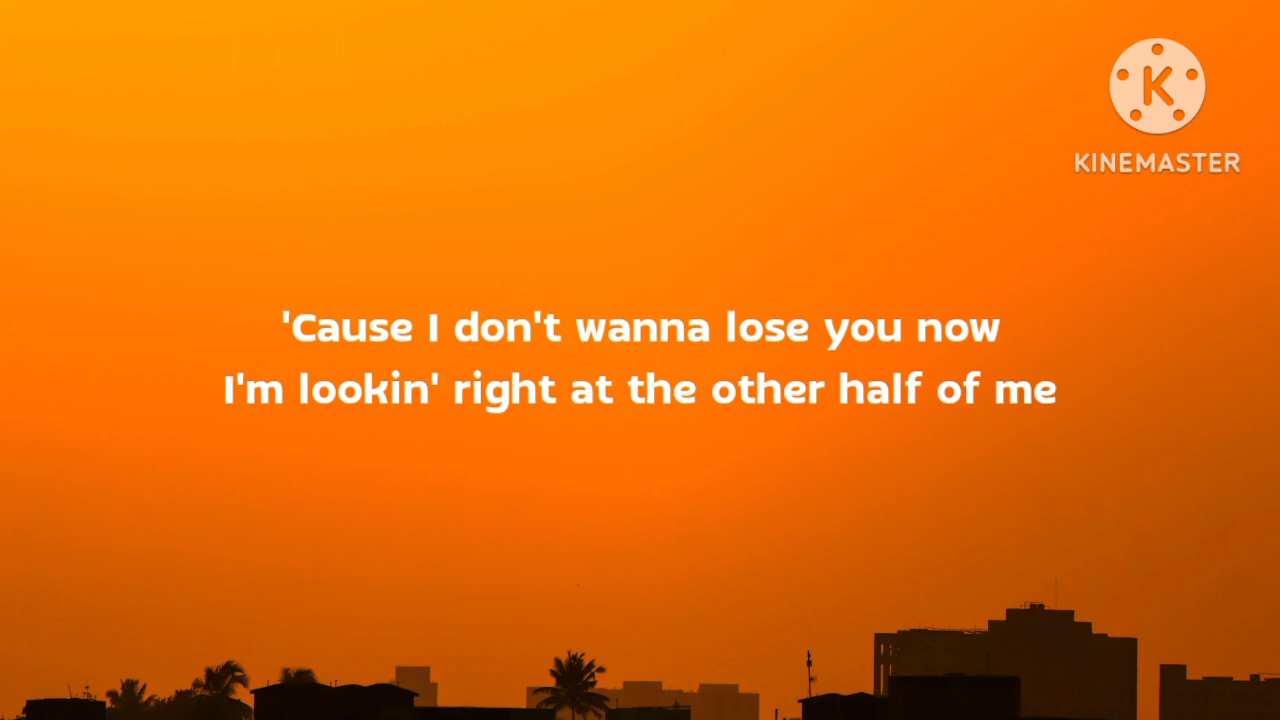 K
KINEMASTER
'Cause I don't wanna lose you now
I'm lookin' right at the other half of me